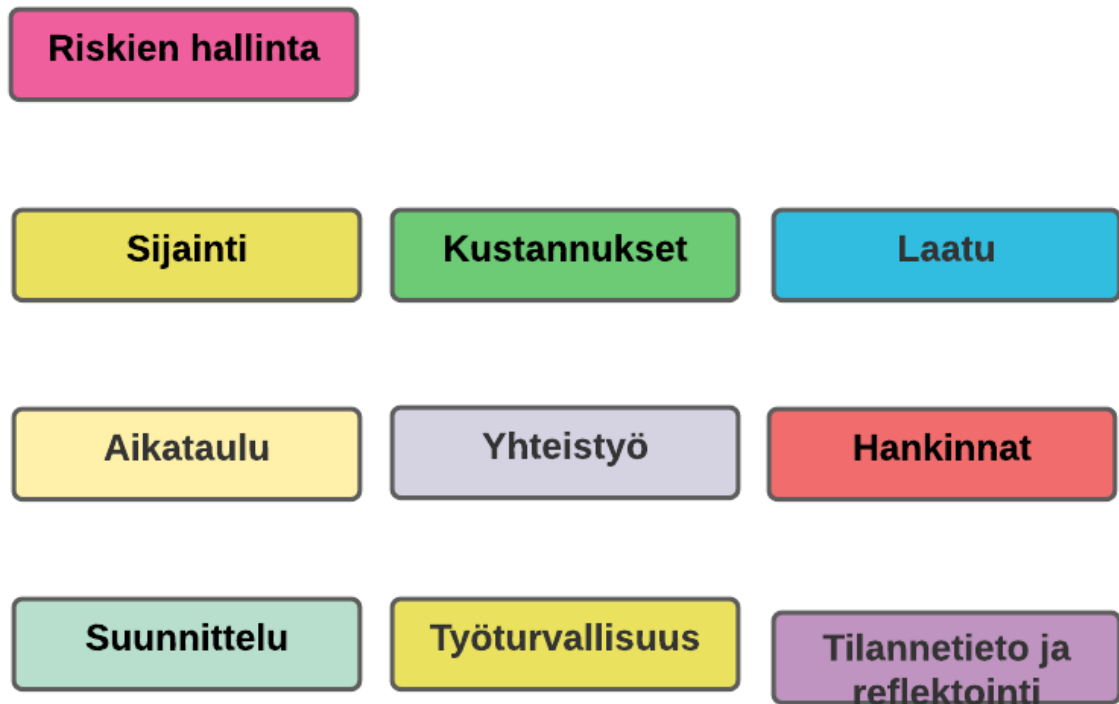 Riskien hallinta
Sijainti
Kustannukset
Laatu
Aikataulu
Yhteistyö
Hankinnat
Suunnittelu
Työturvallisuus
Tilannetieto ja
reflektointi